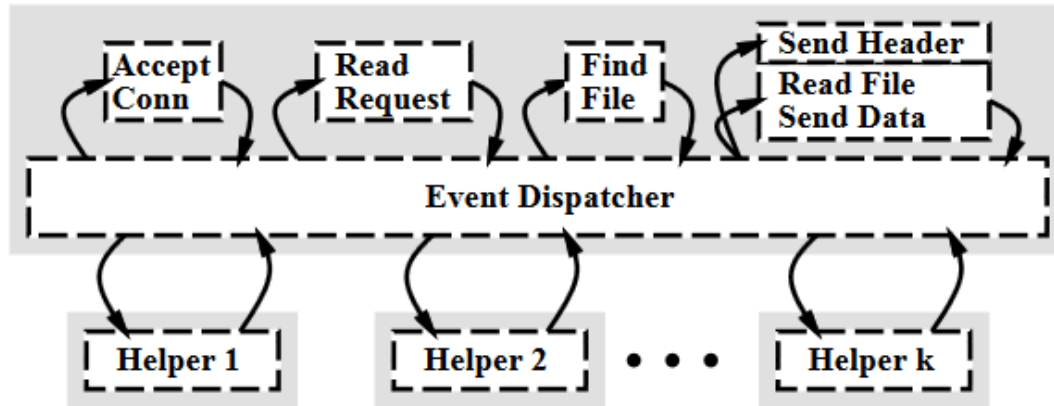 Accept
Conn
Read
Request
Find
File
Send Header
Read File
Send Data
Event Dispatcher
Helper 1
Helper 2
Helper k